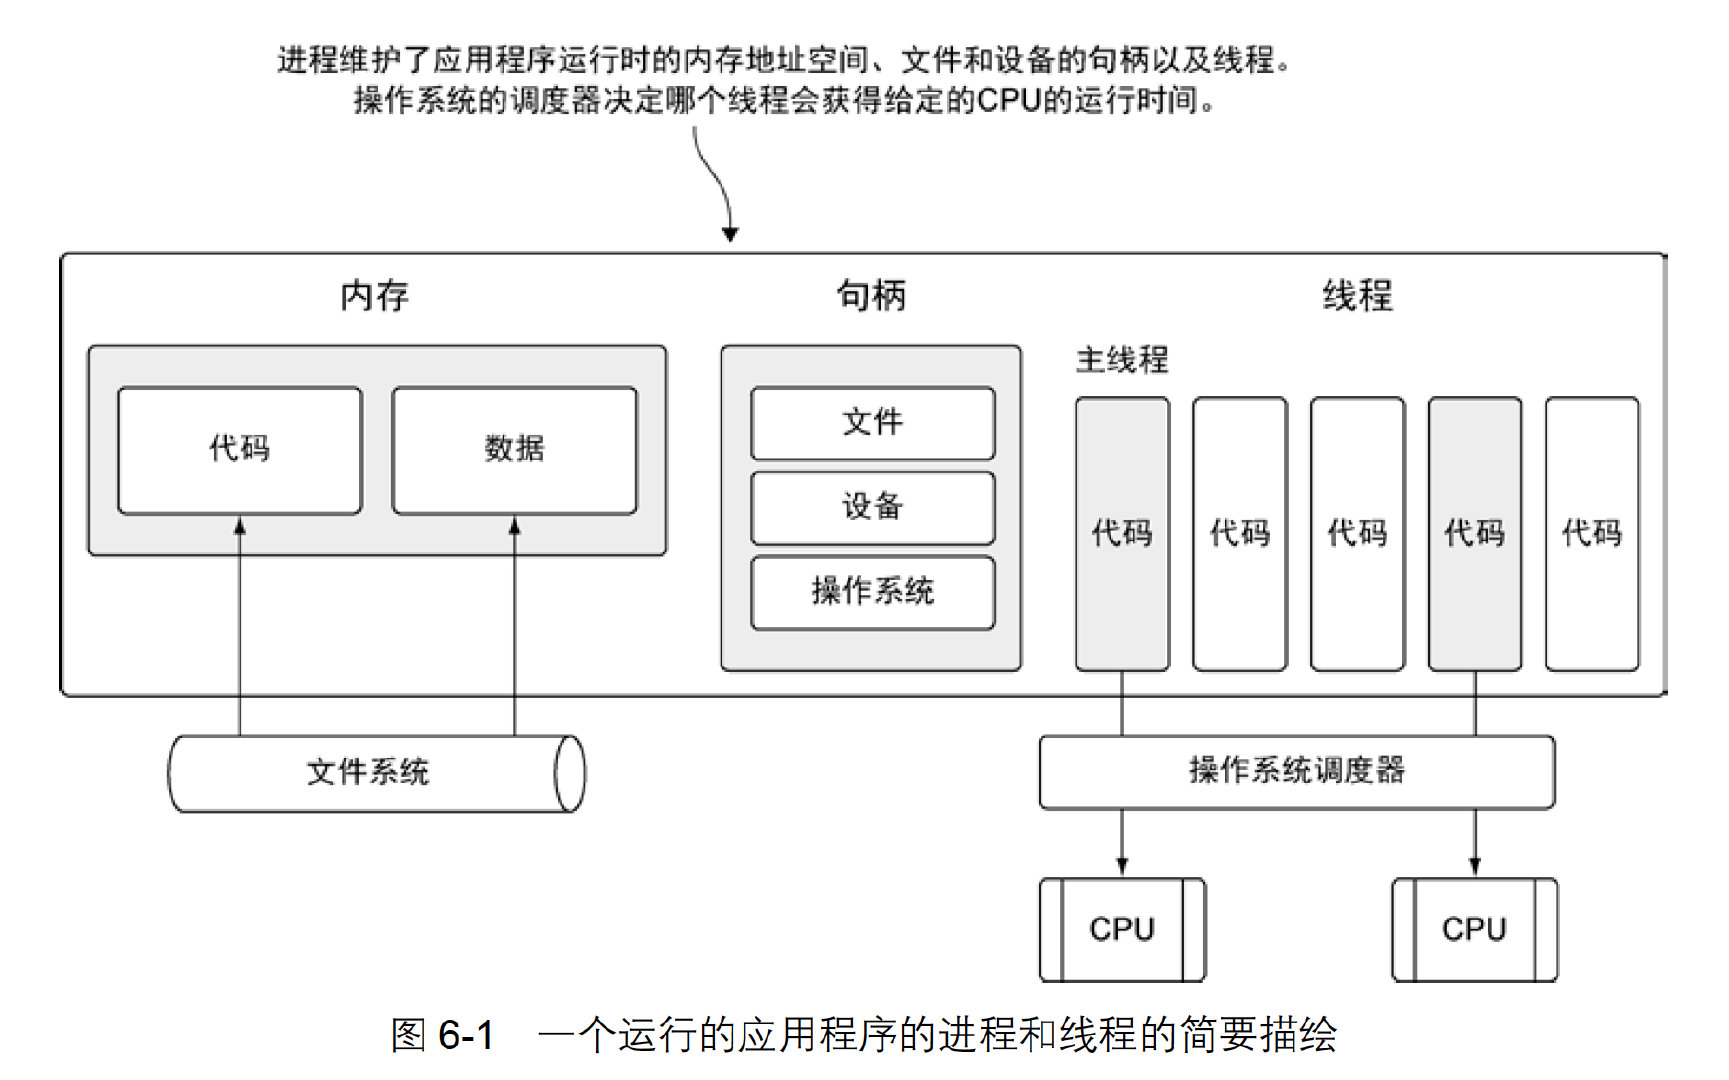 进程维护了应用程序运行时的内存地址空间、文件和设备的句柄以及线程。
操作系统的调度器决定哪个线程会获得给定的CPU的运行时间。
内存
句柄
线程
主线程
代码
数据
文件
设备
操作系统
代码
代码
代码
代码
代码
文件系统
操作系统调度器
CPU
CPU
图 6-1 一个运行的应用程序的进程和线程的简要描绘